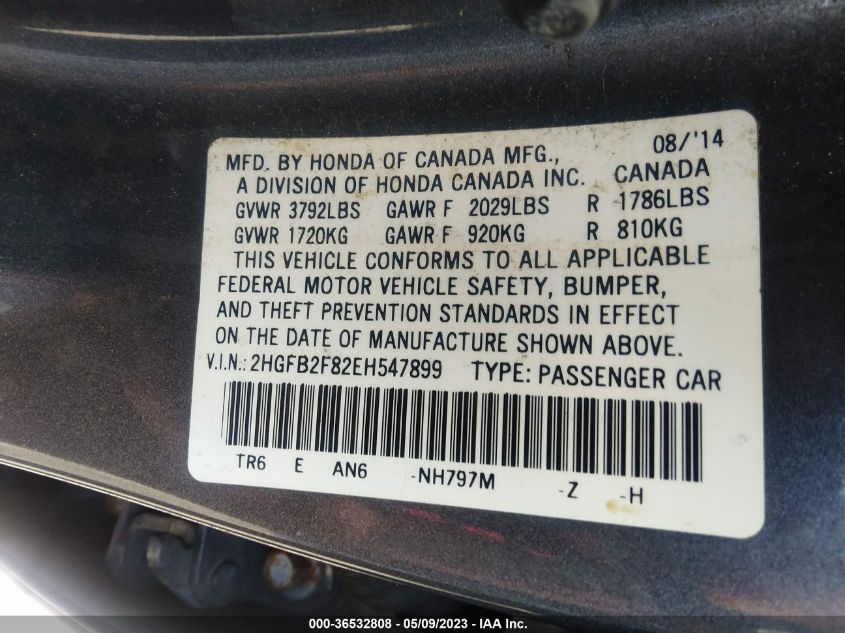 08/'14
MFD. BY HONDA OF CANADA MFG.,
A DIVISION OF HONDA CANADA INC. CANADA
GVWR 3792LBS GAWR F 2029LBS R 1786LBS
GVWR 1720KG GAWR F 920KG R 810KG
THIS VEHICLE CONFORMS TO ALL APPLICABLE
FEDERAL MOTOR VEHICLE SAFETY, BUMPER,
AND THEFT PREVENTION STANDARDS IN EFFECT
ON THE DATE OF MANUFACTURE SHOWN ABOVE.
V.I.N.: 2HGFB2F82EH547899 TYPE: PASSENGER CAR
TR6 E AN6 -NH797M -Z -H
000-36532808 - 05/09/2023 - IAA Inc.